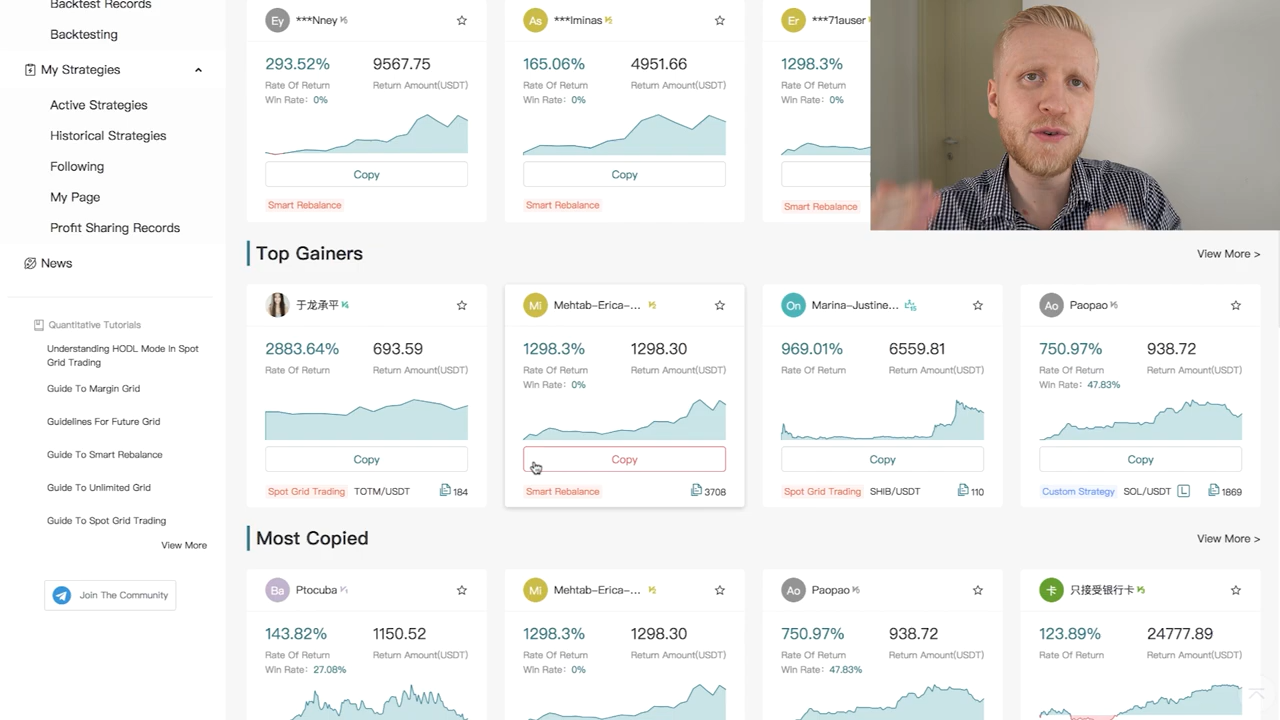 Backtest Records
Backtesting
My Strategies
Active Strategies
Historical Strategies
Following
My Page
Profit Sharing Records
News
Quantitative Tutorials
Understanding HODL Mode In Spot
Grid Trading
Guide To Margin Grid
Guidelines For Future Grid
Guide To Smart Rebalance
Guide To Unlimited Grid
Guide To Spot Grid Trading
View More
Join The Community
Ey ***Nney
293.52% 9567.75
Rate Of Return Return Amount(USDT)
Win Rate: 0%
Copy
Smart Rebalance
As ***lminas
165.06% 4951.66
Rate Of Return Return Amount(USDT)
Win Rate: 0%
Copy
Smart Rebalance
Er ***71auser
1298.3%
Rate Of Return
Win Rate: 0%
Smart Rebalance
Top Gainers
View More >
于龙承平
2883.64% 693.59
Rate Of Return Return Amount(USDT)
Copy
Spot Grid Trading TOTM/USDT 184
Mi Mehtab-Erica-...
1298.3% 1298.30
Rate Of Return Return Amount(USDT)
Win Rate: 0%
Copy
Smart Rebalance 3708
On Marina-Justine...
969.01% 6559.81
Rate Of Return Return Amount(USDT)
Copy
Spot Grid Trading SHIB/USDT 110
Ao Paopao
750.97% 938.72
Rate Of Return Return Amount(USDT)
Win Rate: 47.83%
Copy
Custom Strategy SOL/USDT L 1869
Most Copied
View More >
Ba Ptocuba
143.82% 1150.52
Rate Of Return Return Amount(USDT)
Win Rate: 27.08%
Mi Mehtab-Erica-...
1298.3% 1298.30
Rate Of Return Return Amount(USDT)
Win Rate: 0%
Ao Paopao
750.97% 938.72
Rate Of Return Return Amount(USDT)
Win Rate: 47.83%
卡 只接受银行卡
123.89% 24777.89
Rate Of Return Return Amount(USDT)